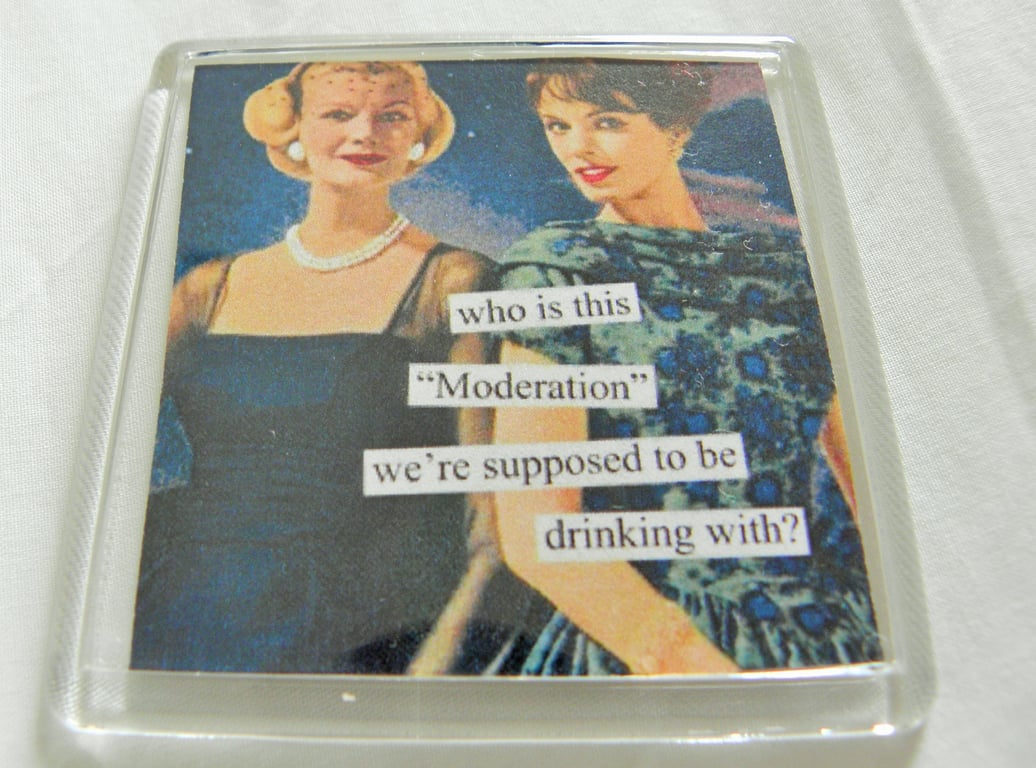 who is this
“Moderation”
we’re supposed to be
drinking with?